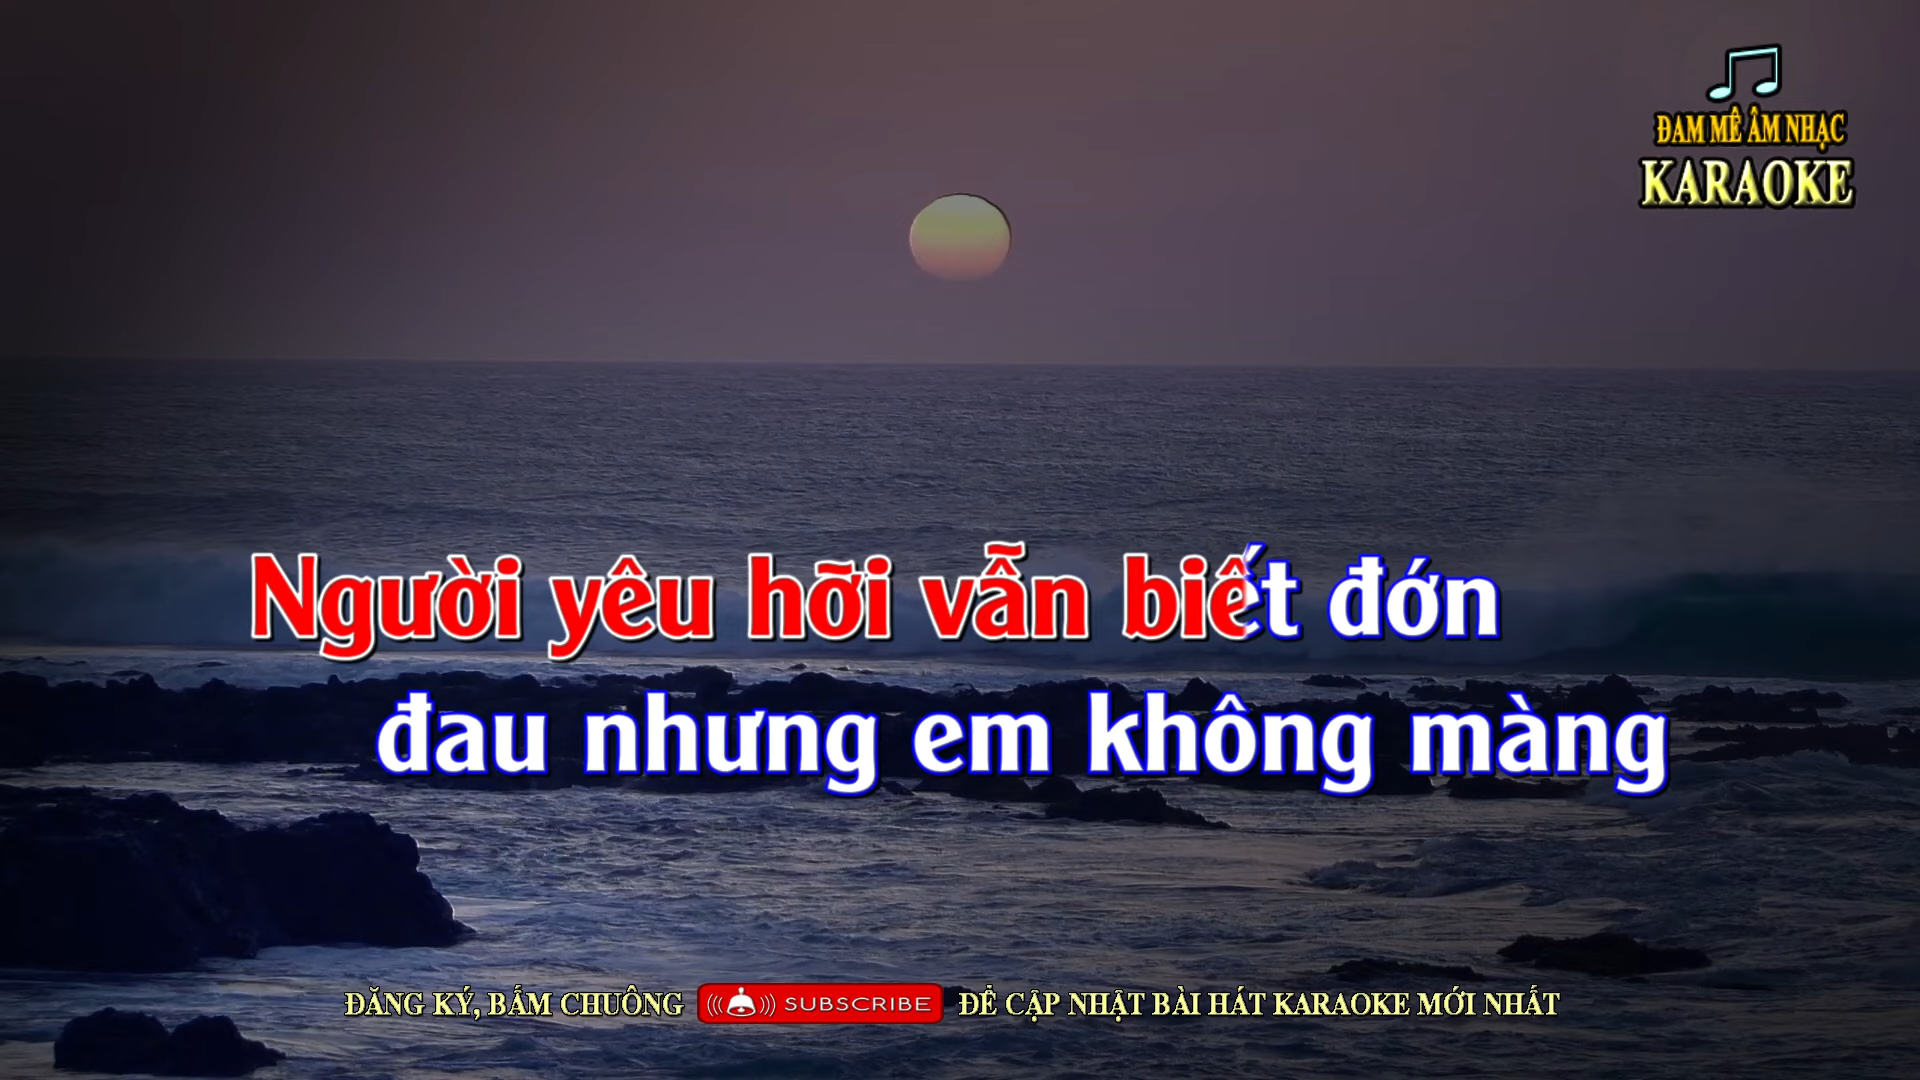 ĐAM MÊ ÂM NHẠC
KARAOKE
Người yêu hỡi vẫn biết đớn
đau nhưng em không màng
ĐĂNG KÝ, BẤM CHUÔNG SUBSCRIBE ĐỂ CẬP NHẬT BÀI HÁT KARAOKE MỚI NHẤT